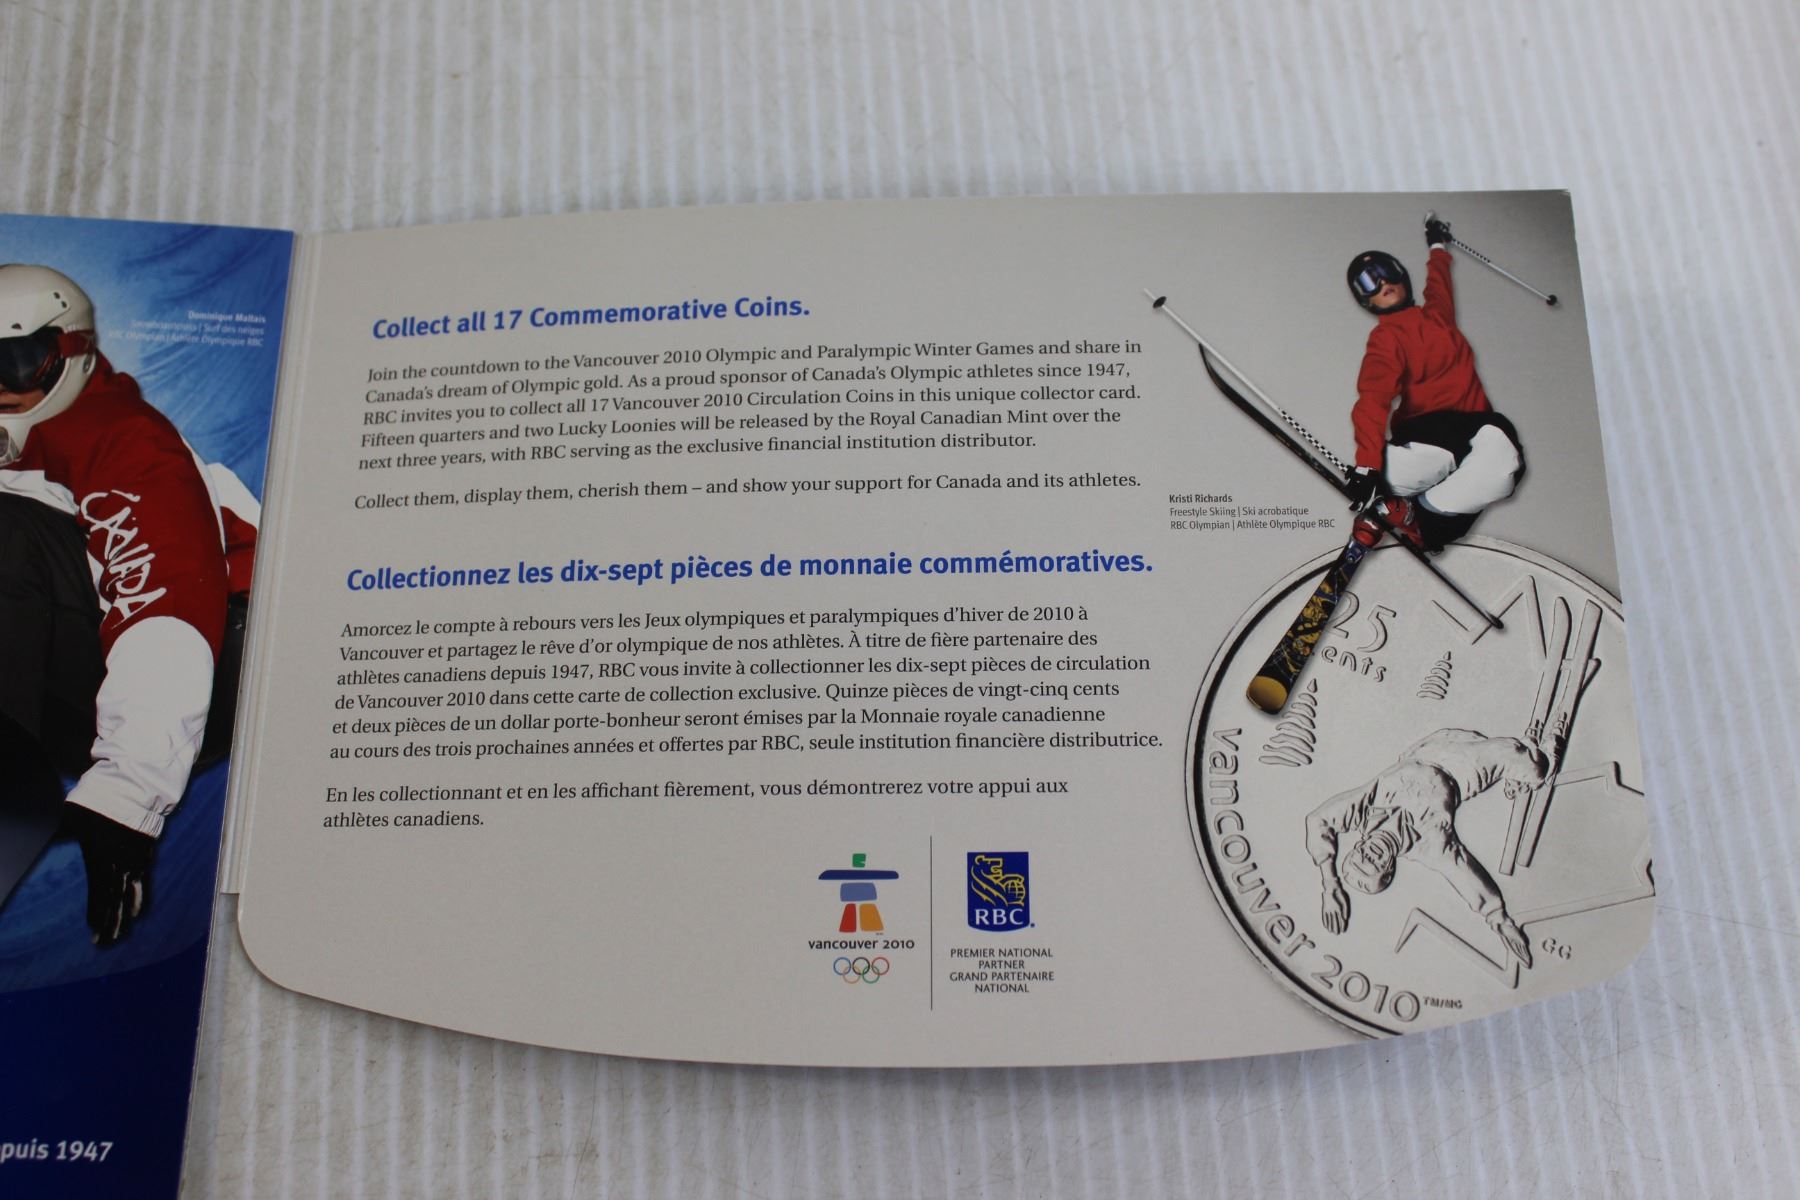 Dominique Maltais
Snowboardcross | Surf des neiges
RBC Olympian | Athlète Olympique RBC
CANADA
puis 1947
Collect all 17 Commemorative Coins.
Join the countdown to the Vancouver 2010 Olympic and Paralympic Winter Games and share in
Canada's dream of Olympic gold. As a proud sponsor of Canada's Olympic athletes since 1947,
RBC invites you to collect all 17 Vancouver 2010 Circulation Coins in this unique collector card.
Fifteen quarters and two Lucky Loonies will be released by the Royal Canadian Mint over the
next three years, with RBC serving as the exclusive financial institution distributor.
Collect them, display them, cherish them – and show your support for Canada and its athletes.
Collectionnez les dix-sept pièces de monnaie commémoratives.
Amorcez le compte à rebours vers les Jeux olympiques et paralympiques d'hiver de 2010 à
Vancouver et partagez le rêve d'or olympique de nos athlètes. À titre de fière partenaire des
athlètes canadiens depuis 1947, RBC vous invite à collectionner les dix-sept pièces de circulation
de Vancouver 2010 dans cette carte de collection exclusive. Quinze pièces de vingt-cinq cents
et deux pièces de un dollar porte-bonheur seront émises par la Monnaie royale canadienne
au cours des trois prochaines années et offertes par RBC, seule institution financière distributrice.
En les collectionnant et en les affichant fièrement, vous démontrerez votre appui aux
athlètes canadiens.
vancouver 2010
RBC
PREMIER NATIONAL
PARTNER
GRAND PARTENAIRE
NATIONAL
Kristi Richards
Freestyle Skiing | Ski acrobatique
RBC Olympian | Athlète Olympique RBC
25
cents
vancouver 2010 TM/MC
GG